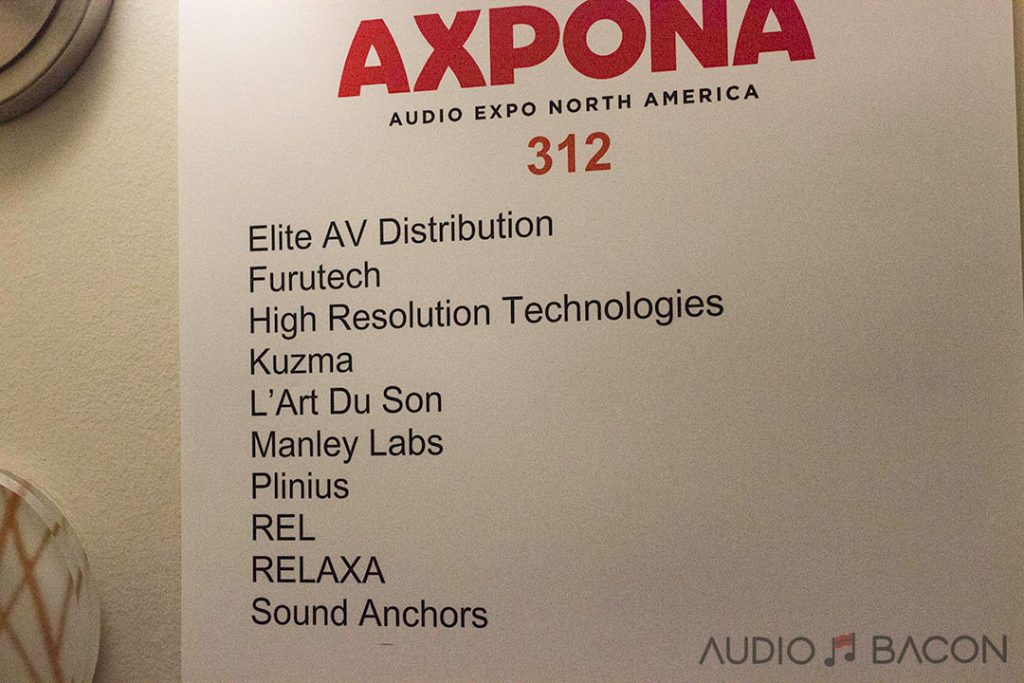 AXPONA
AUDIO EXPO NORTH AMERICA
312
Elite AV Distribution
Furutech
High Resolution Technologies
Kuzma
L’Art Du Son
Manley Labs
Plinius
REL
RELAXA
Sound Anchors
AUDIO BACON